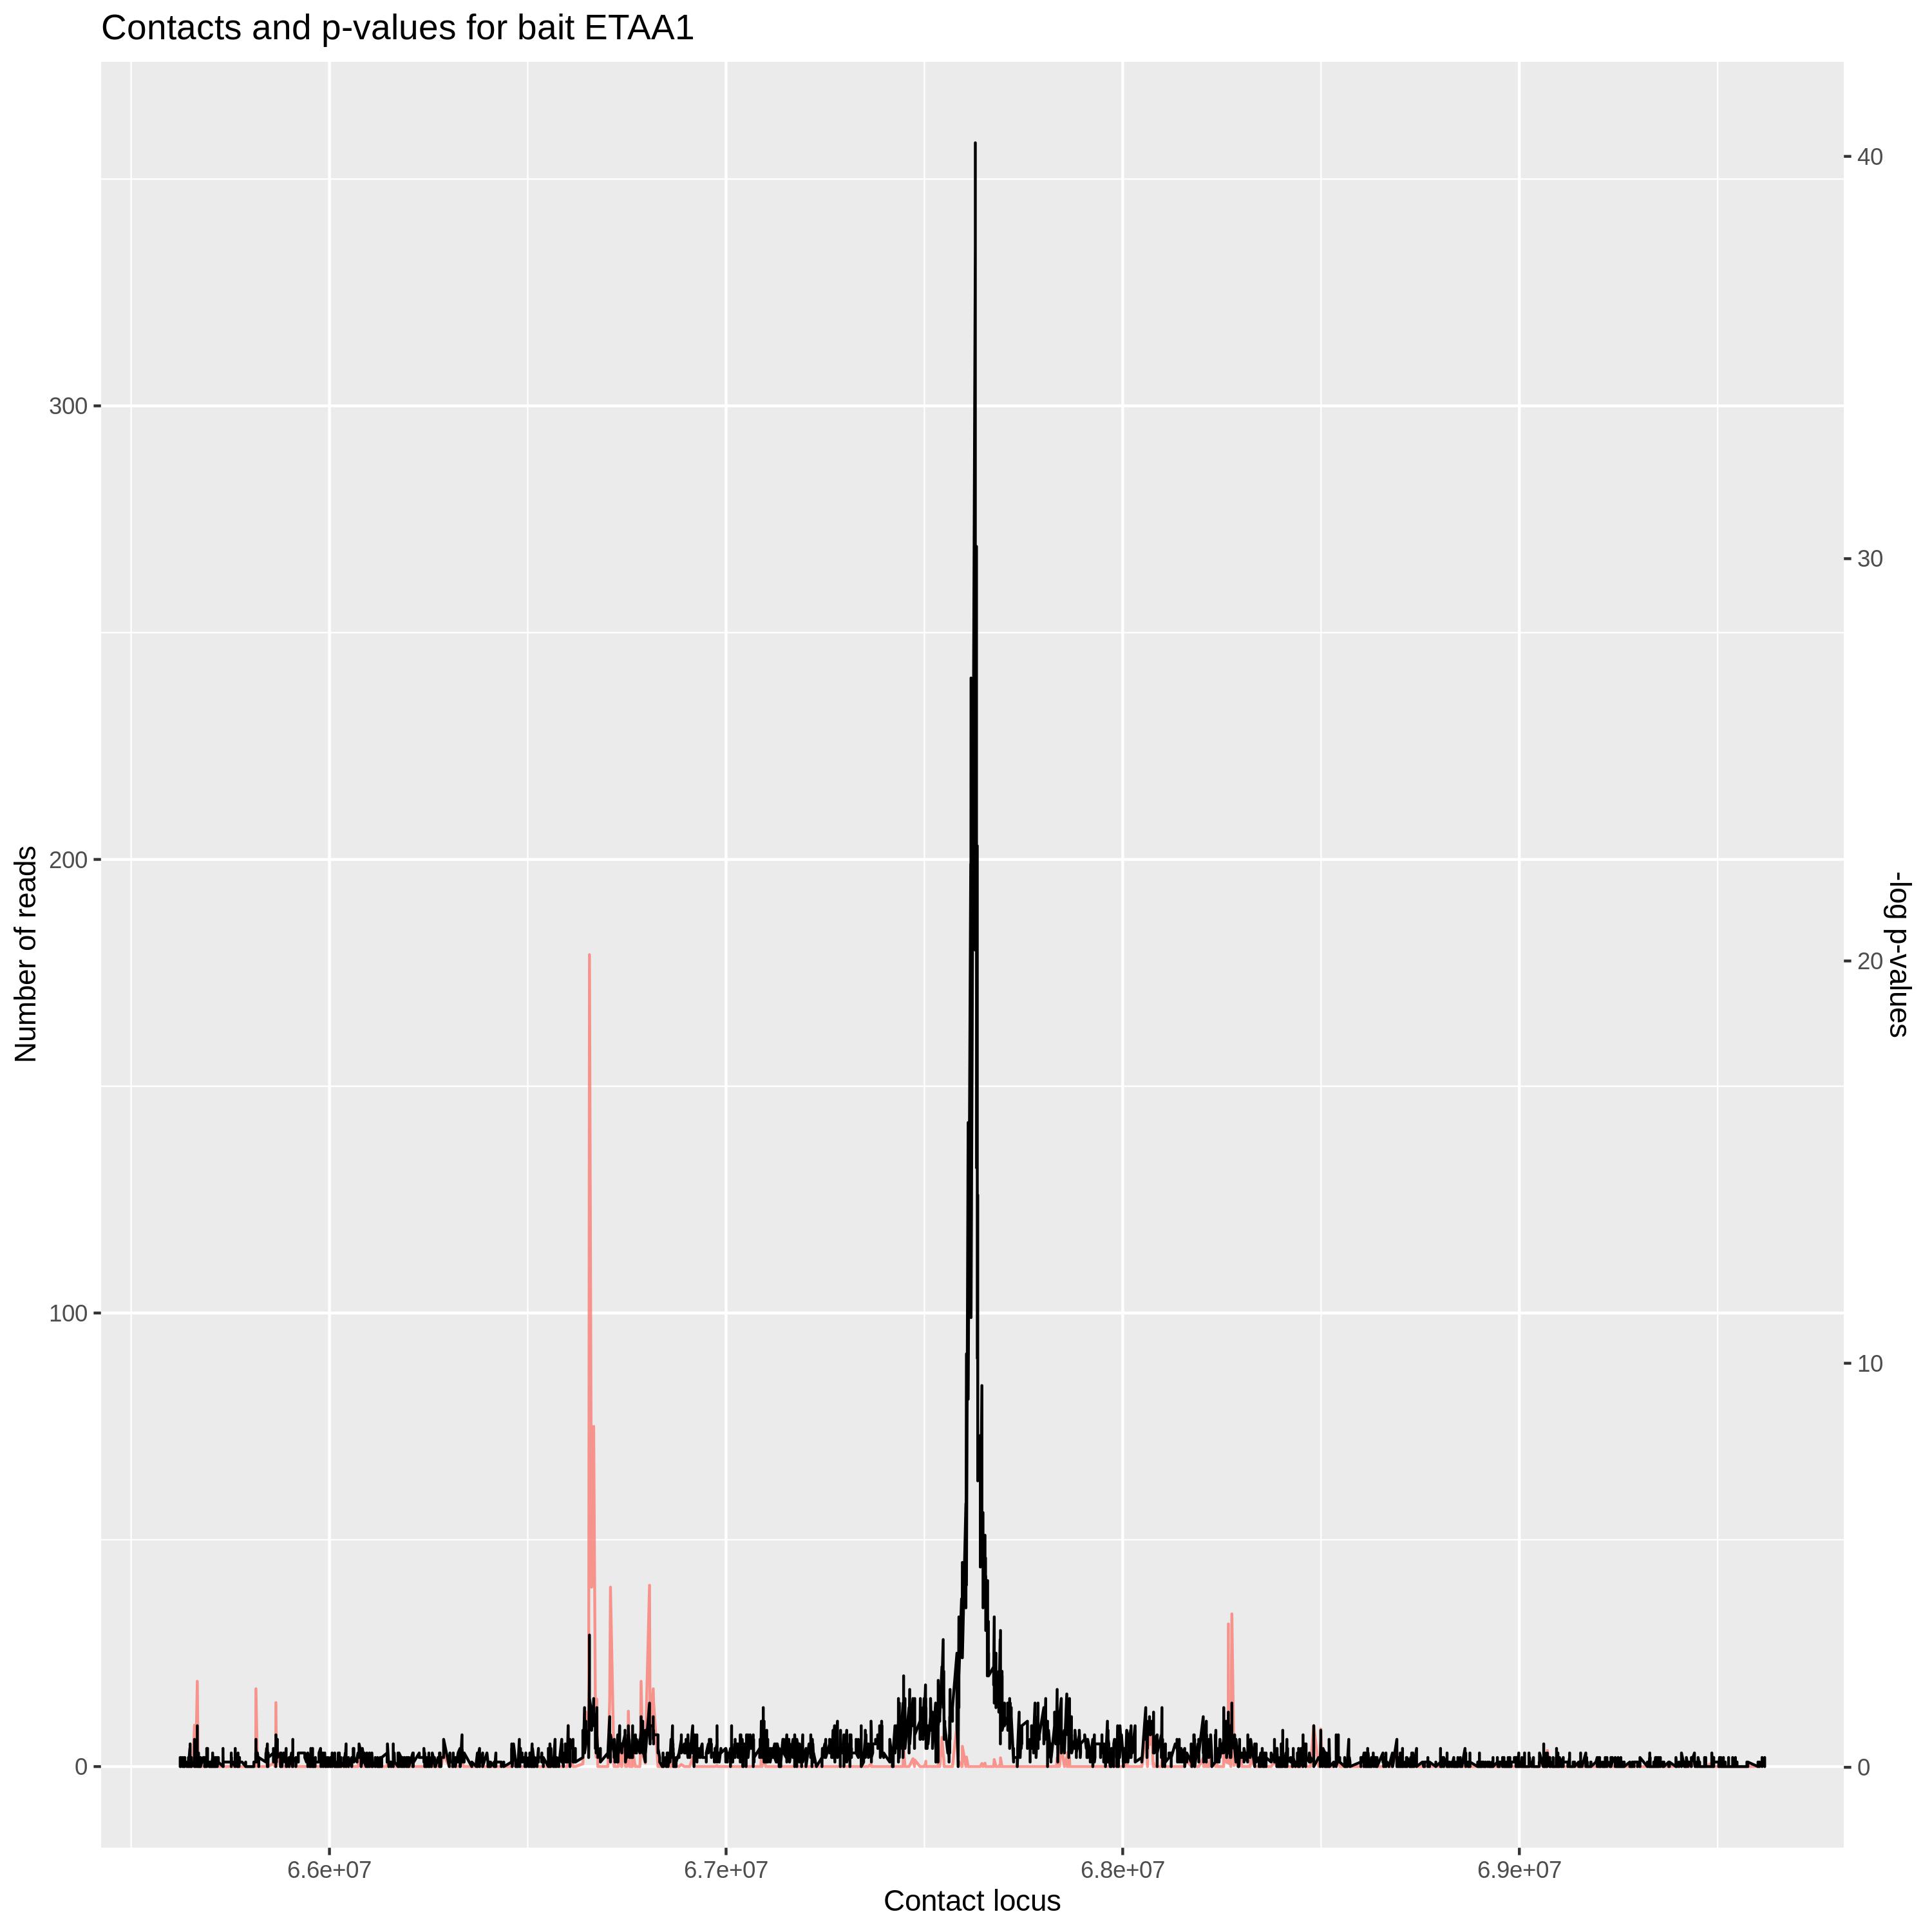 Contacts and p-values for bait ETAA1
Number of reads
300
200
100
0
40
30
20
10
0
-log p-values
6.6e+07
6.7e+07
6.8e+07
6.9e+07
Contact locus